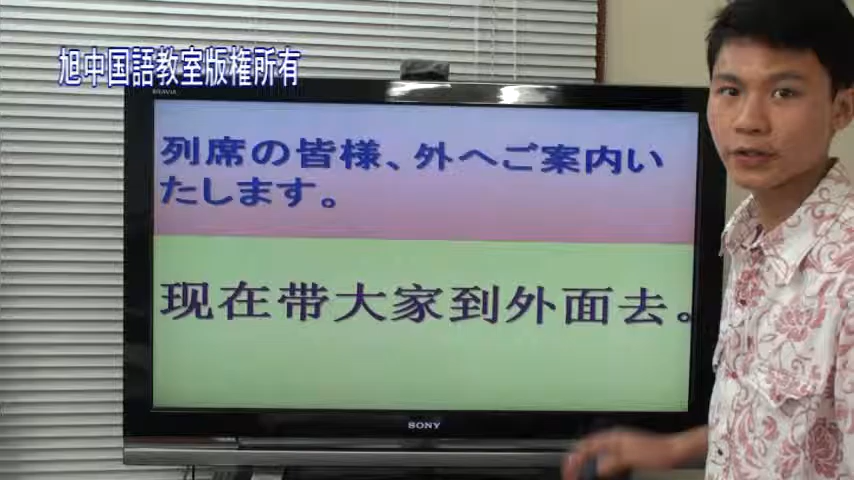 旭中国語教室版権所有
BRAVIA
列席の皆様、外へご案内い
たします。
现在带大家到外面去。
SONY